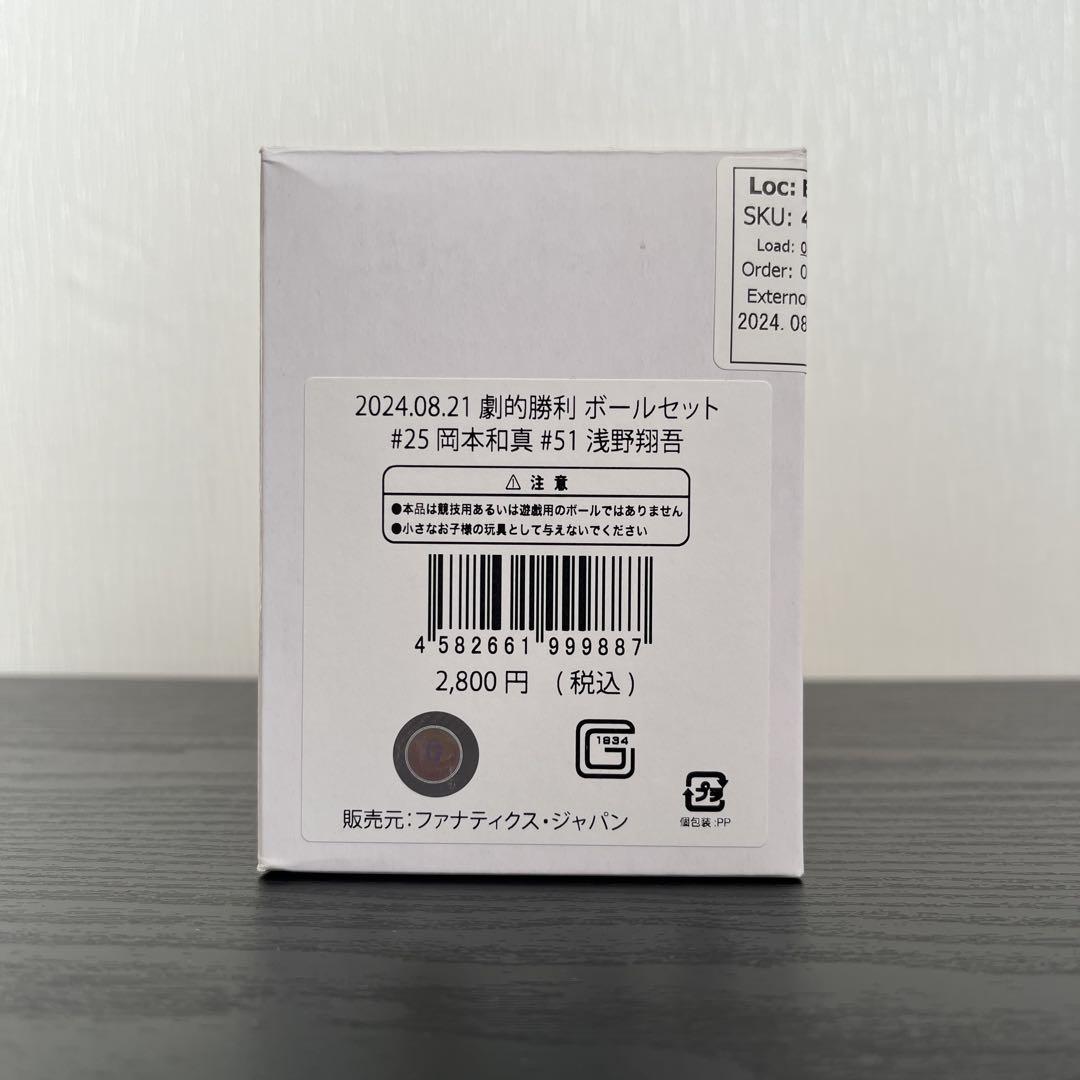 Loc:
SKU:
Load:
Order: 0
Externo
2024. 08
2024.08.21 劇的勝利 ボールセット
#25 岡本和真 #51 浅野翔吾
⚠ 注意
●本品は競技用あるいは遊戯用のボールではありません
●小さなお子様の玩具として与えないでください
4 582661 999887
2,800 円 (税込)
1934
G
プラ
個包装:PP
販売元:ファナティクス・ジャパン